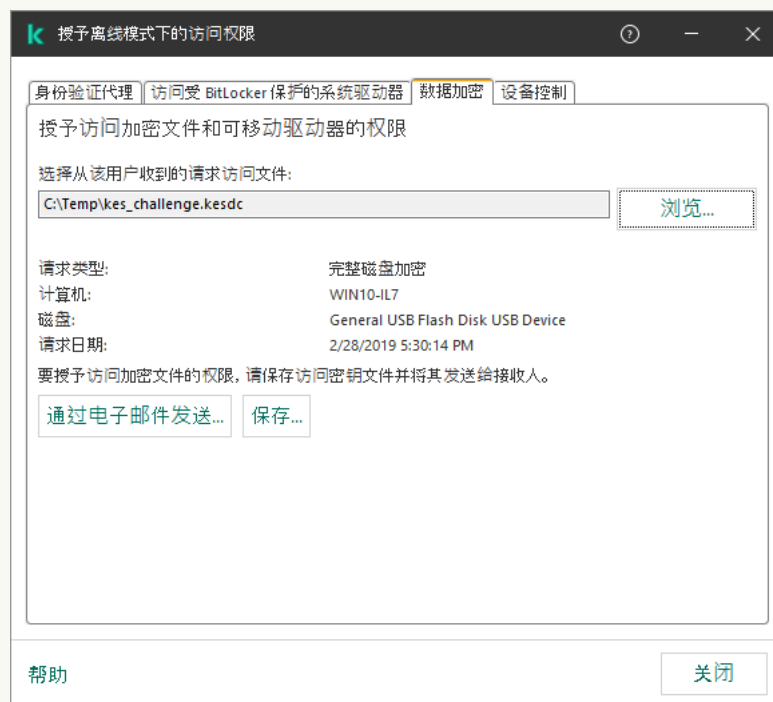 授予离线模式下的访问权限
身份验证代理 访问受 BitLocker 保护的系统驱动器 数据加密 设备控制
授予访问加密文件和可移动驱动器的权限
选择从该用户收到的请求访问文件:
C:\Temp\kes_challenge.kesdc 浏览...
请求类型: 完整磁盘加密
计算机: WIN10-IL7
磁盘: General USB Flash Disk USB Device
请求日期: 2/28/2019 5:30:14 PM
要授予访问加密文件的权限, 请保存访问密钥文件并将其发送给接收人。
通过电子邮件发送... 保存...
帮助 关闭